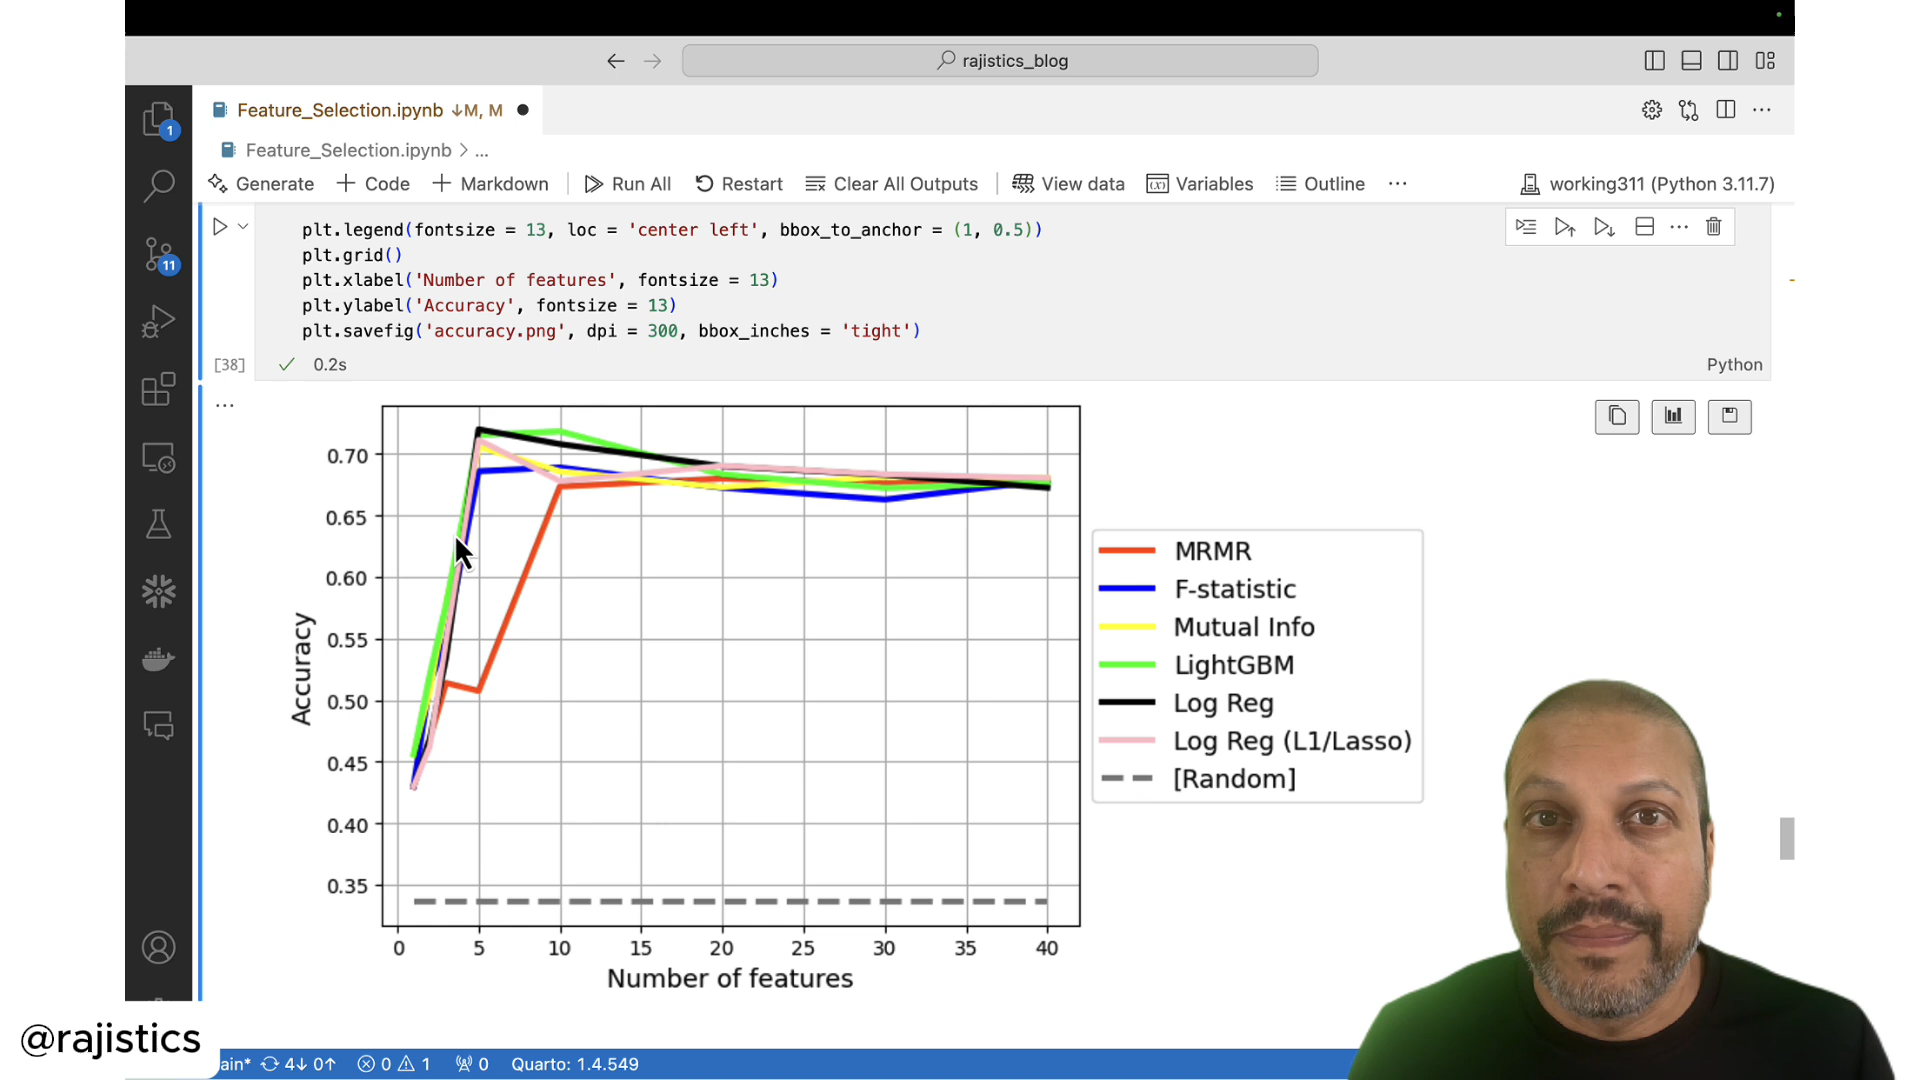 rajistics_blog
Feature_Selection.ipynb ↓M, M
1
Feature_Selection.ipynb > ...
Generate + Code + Markdown Run All Restart Clear All Outputs View data Variables Outline ... working311 (Python 3.11.7)
plt.legend(fontsize = 13, loc = 'center left', bbox_to_anchor = (1, 0.5))
plt.grid()
plt.xlabel('Number of features', fontsize = 13)
plt.ylabel('Accuracy', fontsize = 13)
plt.savefig('accuracy.png', dpi = 300, bbox_inches = 'tight')
[38] 0.2s Python
11
...
0.70
0.65
0.60
0.55
0.50
0.45
0.40
0.35
Accuracy
0 5 10 15 20 25 30 35 40
Number of features
MRMR
F-statistic
Mutual Info
LightGBM
Log Reg
Log Reg (L1/Lasso)
[Random]
@rajistics
ain* 4↓ 0↑ 0 1 0 Quarto: 1.4.549